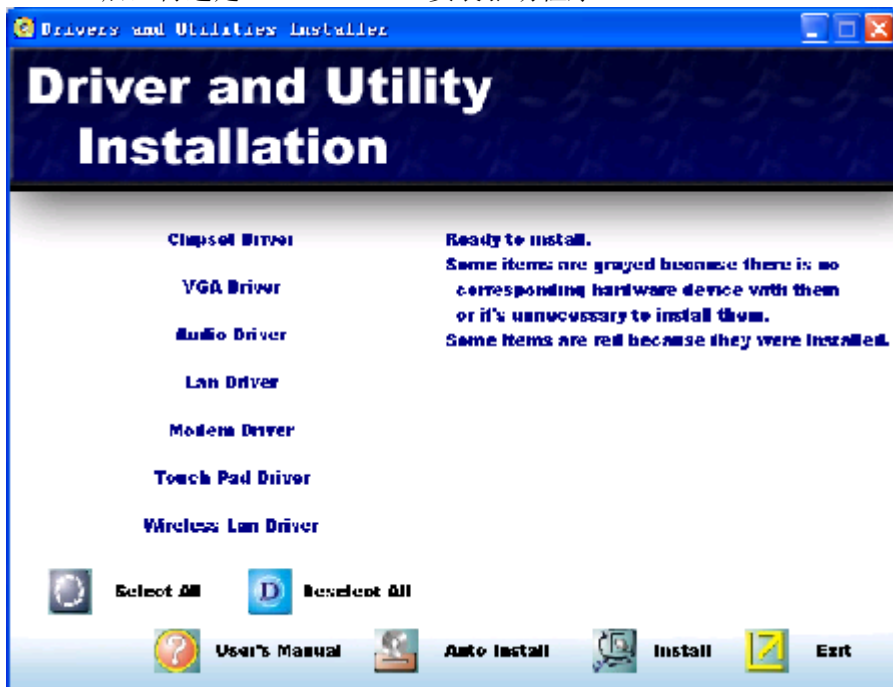 Drivers and Utilities Installer
Driver and Utility
Installation
Chipset Driver
VGA Driver
Audio Driver
Lan Driver
Modem Driver
Touch Pad Driver
Wireless Lan Driver
Ready to install.
Some items are grayed because there is no
corresponding hardware device with them
or it's unnecessary to install them.
Some items are red because they were installed.
Select All
D
Deselect All
User's Manual
Auto Install
Install
Exit